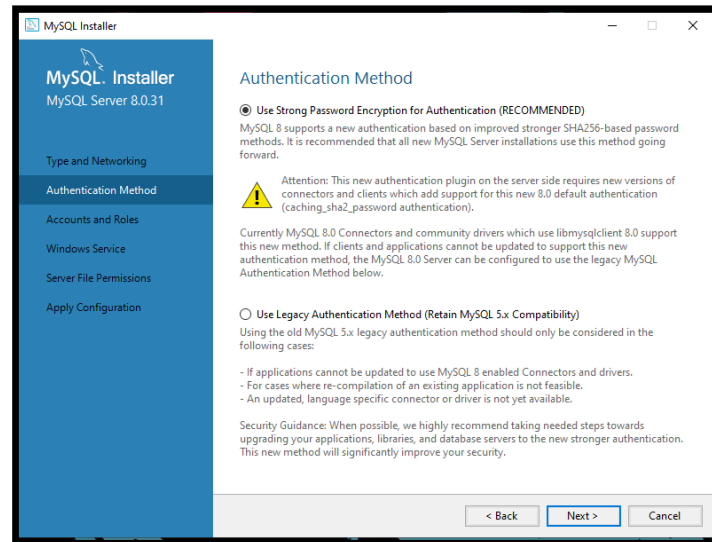 MySQL Installer
MySQL. Installer
MySQL Server 8.0.31
Type and Networking
Authentication Method
Accounts and Roles
Windows Service
Server File Permissions
Apply Configuration
Authentication Method
Use Strong Password Encryption for Authentication (RECOMMENDED)
MySQL 8 supports a new authentication based on improved stronger SHA256-based password
methods. It is recommended that all new MySQL Server installations use this method going
forward.
Attention: This new authentication plugin on the server side requires new versions of
connectors and clients which add support for this new 8.0 default authentication
(caching_sha2_password authentication).
Currently MySQL 8.0 Connectors and community drivers which use libmysqlclient 8.0 support
this new method. If clients and applications cannot be updated to support this new
authentication method, the MySQL 8.0 Server can be configured to use the legacy MySQL
Authentication Method below.
Use Legacy Authentication Method (Retain MySQL 5.x Compatibility)
Using the old MySQL 5.x legacy authentication method should only be considered in the
following cases:
- If applications cannot be updated to use MySQL 8 enabled Connectors and drivers.
- For cases where re-compilation of an existing application is not feasible.
- An updated, language specific connector or driver is not yet available.
Security Guidance: When possible, we highly recommend taking needed steps towards
upgrading your applications, libraries, and database servers to the new stronger authentication.
This new method will significantly improve your security.
< Back
Next >
Cancel